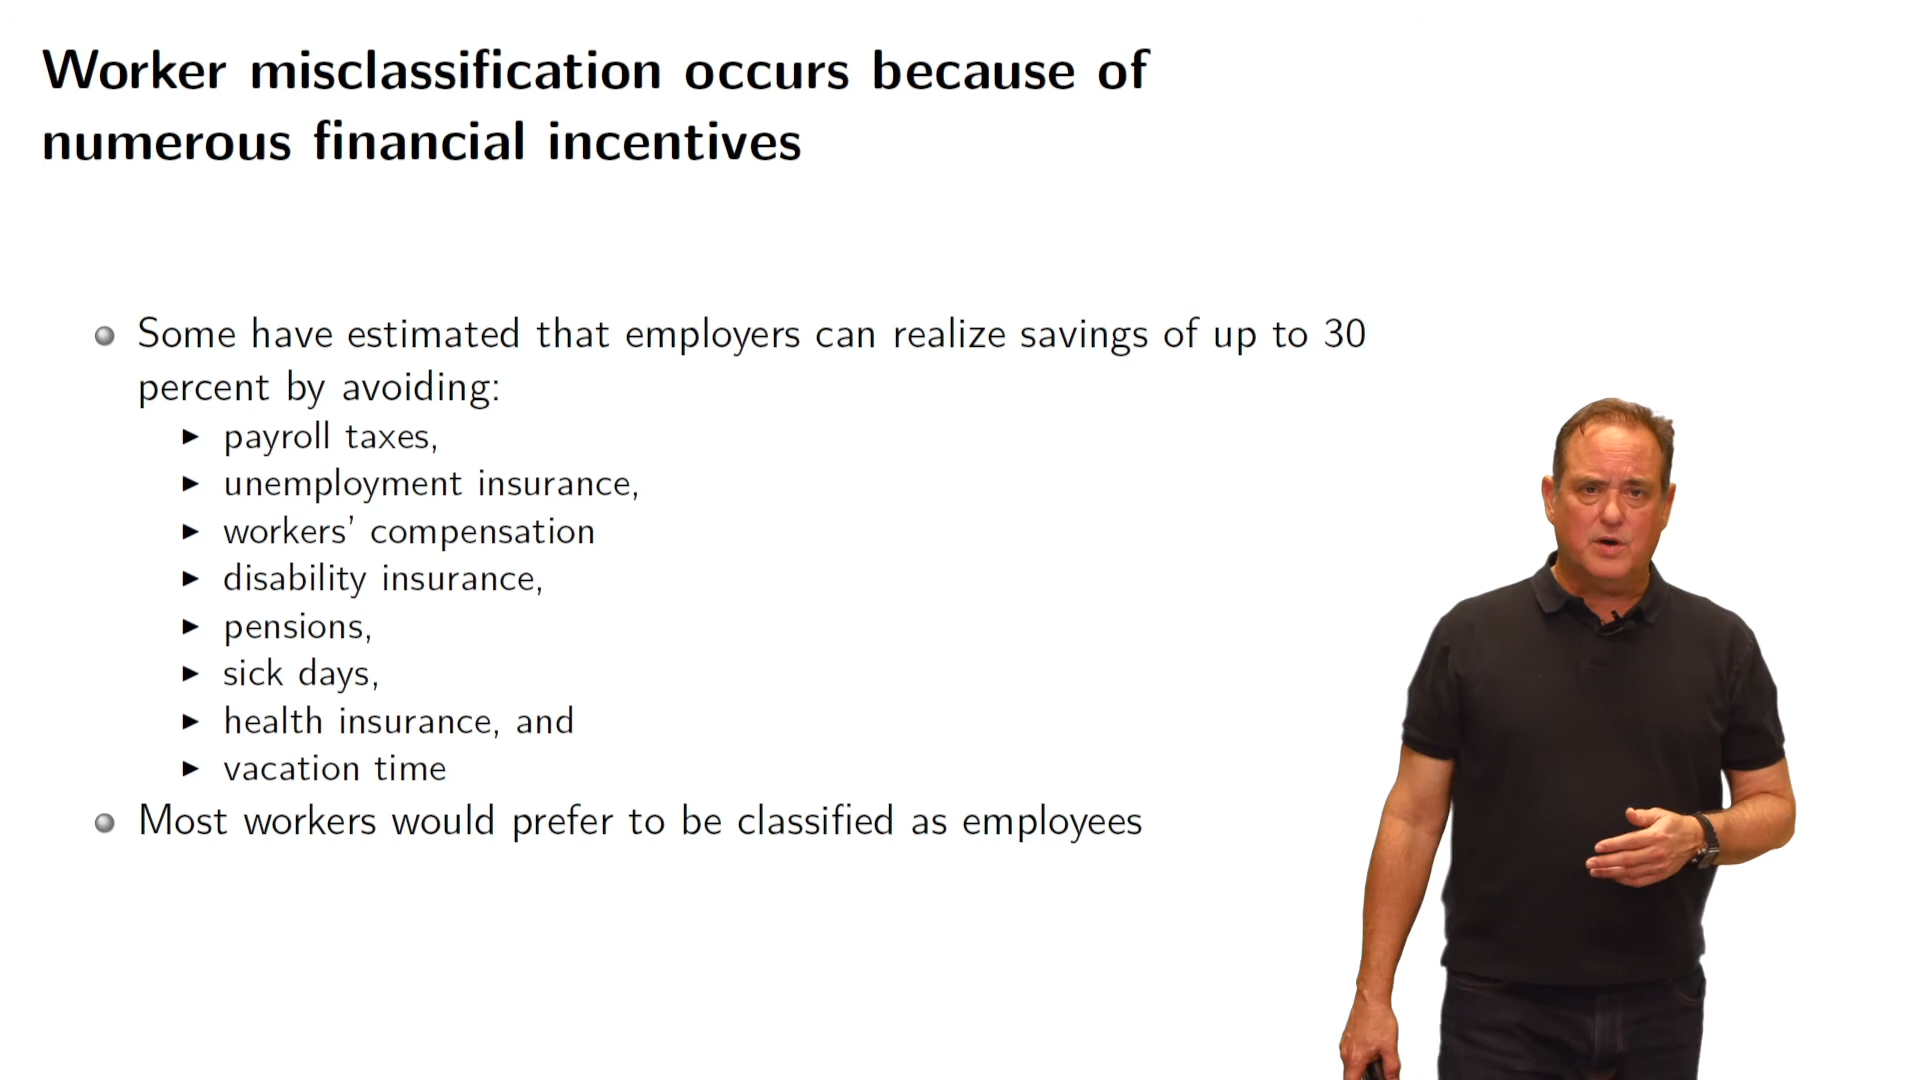 Worker misclassification occurs because of
numerous financial incentives
Some have estimated that employers can realize savings of up to 30
percent by avoiding:
payroll taxes,
unemployment insurance,
workers' compensation
disability insurance,
pensions,
sick days,
health insurance, and
vacation time
Most workers would prefer to be classified as employees